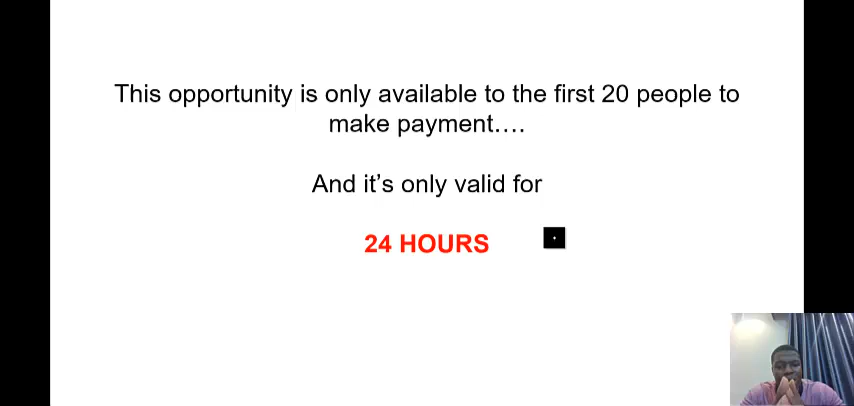 This opportunity is only available to the first 20 people to
make payment….
And it’s only valid for
24 HOURS